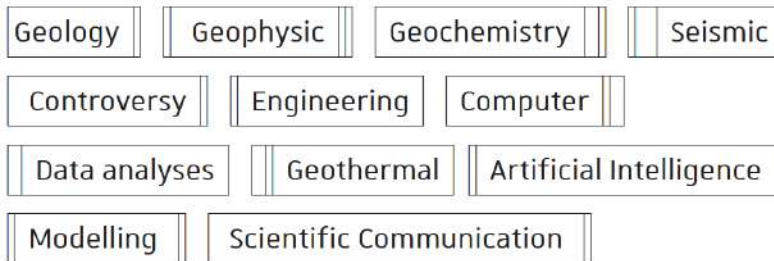 Geology Geophysic Geochemistry Seismic
Controversy Engineering Computer
Data analyses Geothermal Artificial Intelligence
Modelling Scientific Communication